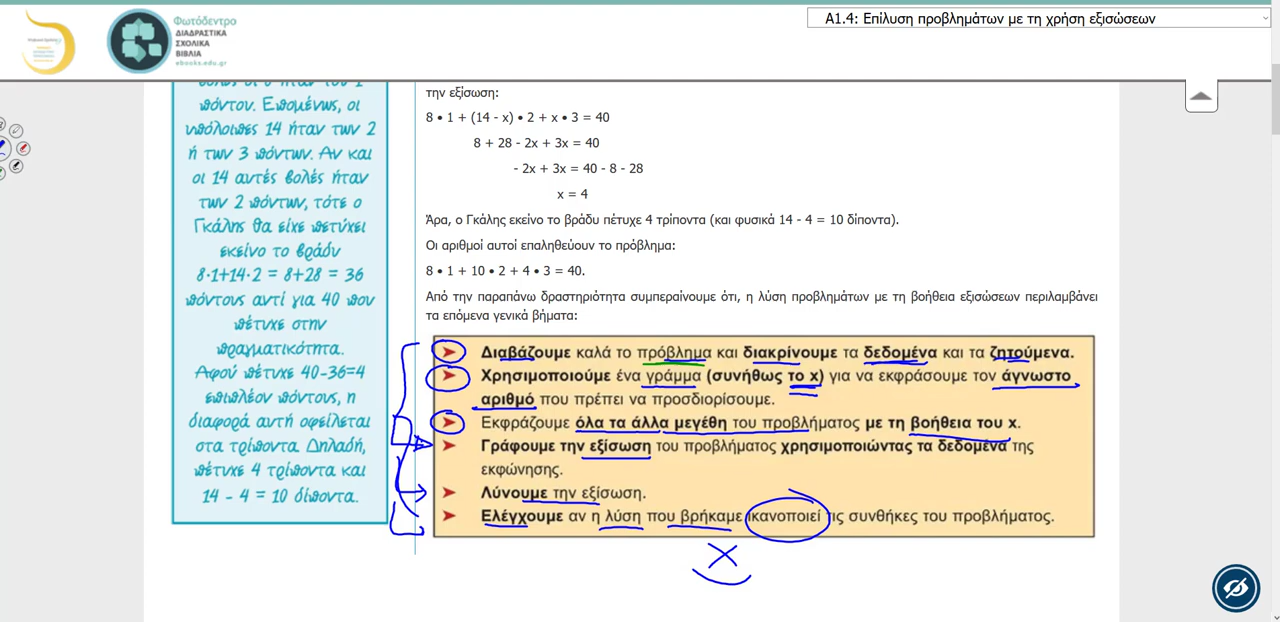 Φωτόδεντρο
ΔΙΑΔΡΑΣΤΙΚΑ
ΣΧΟΛΙΚΑ
ΒΙΒΛΙΑ
ebooks.edu.gr
Α1.4: Επίλυση προβλημάτων με τη χρήση εξισώσεων
πόντου. Επομένως, οι
υπόλοιπες 14 ήταν των 2
ή των 3 πόντων. Αν και
οι 14 αυτές βολές ήταν
των 2 πόντων, τότε ο
Γκάλης θα είχε πετύχει
εκείνο το βράδυ
8·1+14·2 = 8+28 = 36
πόντους αντί για 40 που
πέτυχε στην
πραγματικότητα.
Αφού πέτυχε 40-36=4
επιπλέον πόντους, η
διαφορά αυτή οφείλεται
στα τρίποντα. Δηλαδή,
πέτυχε 4 τρίποντα και
14 - 4 = 10 δίποντα.
την εξίσωση:
8 • 1 + (14 - x) • 2 + x • 3 = 40
8 + 28 - 2x + 3x = 40
- 2x + 3x = 40 - 8 - 28
x = 4
Άρα, ο Γκάλης εκείνο το βράδυ πέτυχε 4 τρίποντα (και φυσικά 14 - 4 = 10 δίποντα).
Οι αριθμοί αυτοί επαληθεύουν το πρόβλημα:
8 • 1 + 10 • 2 + 4 • 3 = 40.
Από την παραπάνω δραστηριότητα συμπεραίνουμε ότι, η λύση προβλημάτων με τη βοήθεια εξισώσεων περιλαμβάνει
τα επόμενα γενικά βήματα:
➤ Διαβάζουμε καλά το πρόβλημα και διακρίνουμε τα δεδομένα και τα ζητούμενα.
➤ Χρησιμοποιούμε ένα γράμμα (συνήθως το x) για να εκφράσουμε τον άγνωστο
αριθμό που πρέπει να προσδιορίσουμε.
➤ Εκφράζουμε όλα τα άλλα μεγέθη του προβλήματος με τη βοήθεια του x.
➤ Γράφουμε την εξίσωση του προβλήματος χρησιμοποιώντας τα δεδομένα της
εκφώνησης.
➤ Λύνουμε την εξίσωση.
➤ Ελέγχουμε αν η λύση που βρήκαμε ικανοποιεί τις συνθήκες του προβλήματος.
x